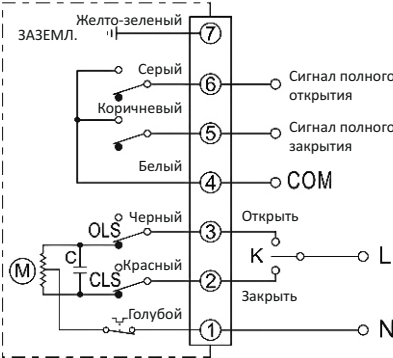 Желто-зеленый
ЗАЗЕМЛ.
7
Серый
6
Сигнал полного
открытия
Коричневый
5
Сигнал полного
закрытия
Белый
4
COM
OLS
Черный
3
Открыть
M
C
K
L
CLS
Красный
2
Закрыть
Голубой
1
N